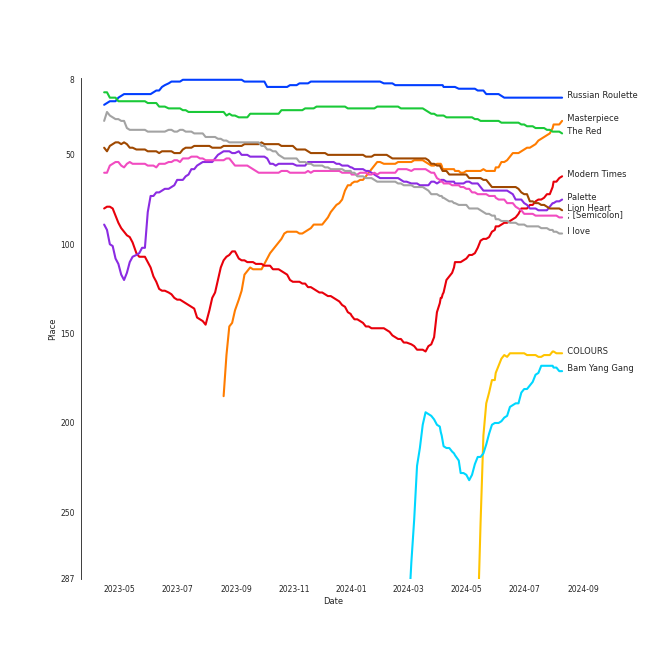 8
50
100
150
200
250
287
Place
2023-05
2023-07
2023-09
2023-11
2024-01
2024-03
2024-05
2024-07
2024-09
Date
Russian Roulette
Masterpiece
The Red
Modern Times
Palette
Lion Heart
; [Semicolon]
I love
COLOURS
Bam Yang Gang